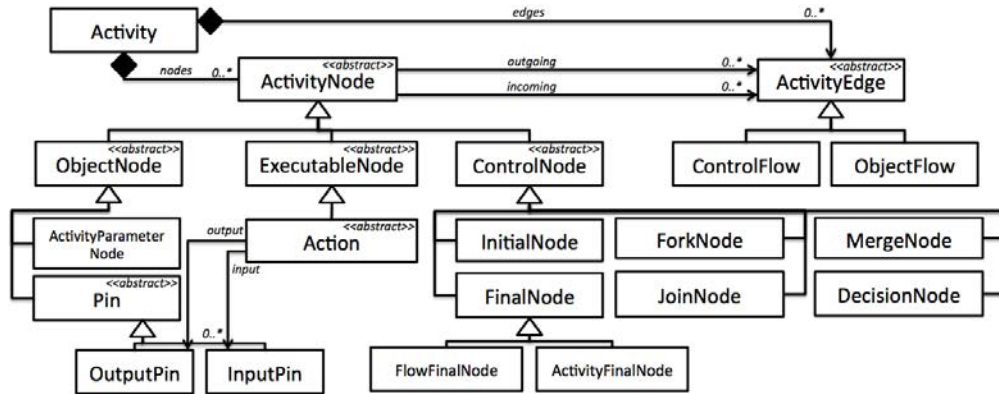 edges 0..*
Activity
nodes 0..*
<<abstract>>
ActivityNode
outgoing 0..*
incoming 0..*
<<abstract>>
ActivityEdge
<<abstract>>
ObjectNode
<<abstract>>
ExecutableNode
<<abstract>>
ControlNode
ControlFlow
ObjectFlow
ActivityParameter
Node
output
<<abstract>>
Action
input
InitialNode
ForkNode
MergeNode
<<abstract>>
Pin
FinalNode
JoinNode
DecisionNode
0..*
OutputPin
InputPin
FlowFinalNode
ActivityFinalNode